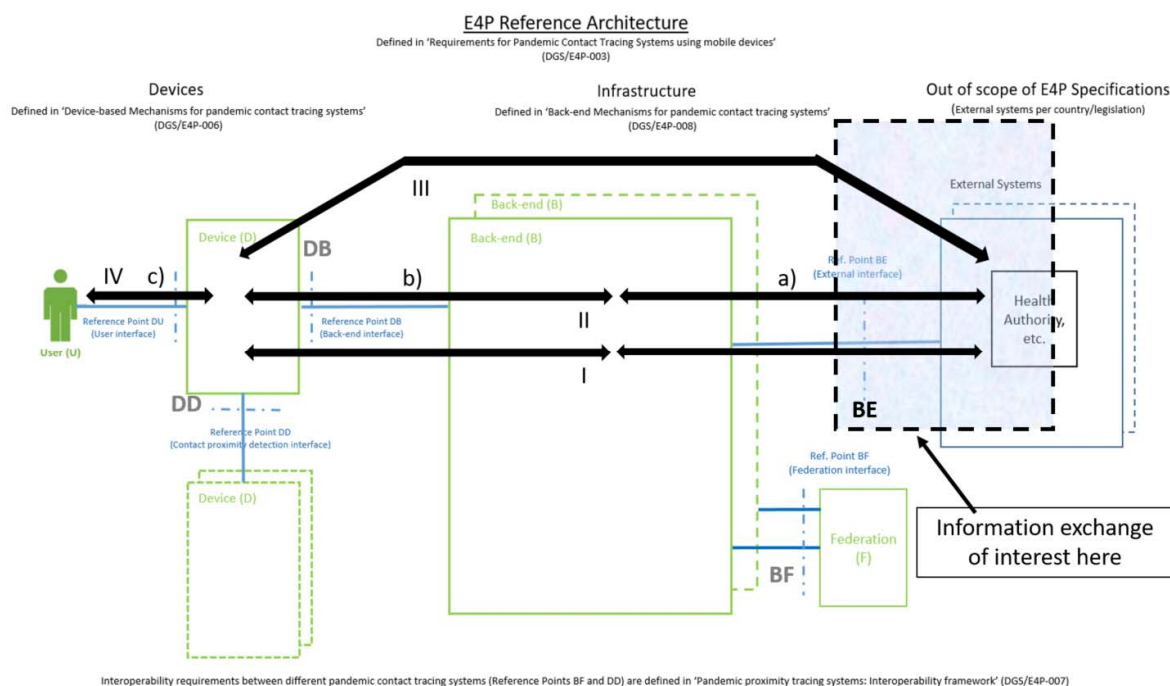 E4P Reference Architecture
Defined in 'Requirements for Pandemic Contact Tracing Systems using mobile devices'
(DGS/E4P-003)
Devices
Defined in 'Device-based Mechanisms for pandemic contact tracing systems'
(DGS/E4P-006)
Infrastructure
Defined in 'Back-end Mechanisms for pandemic contact tracing systems'
(DGS/E4P-008)
Out of scope of E4P Specifications
(External systems per country/legislation)
III
External Systems
Back-end (B)
Back-end (B)
Device (D)
DB
Ref. Point BE
(External interface)
IV
c)
b)
a)
Reference Point DU
(User interface)
Reference Point DB
(Back-end interface)
II
Health
Authority,
etc.
User (U)
I
DD
BE
Reference Point DD
(Contact proximity detection interface)
Ref. Point BF
(Federation interface)
Device (D)
Federation
(F)
BF
Information exchange
of interest here
Interoperability requirements between different pandemic contact tracing systems (Reference Points BF and DD) are defined in 'Pandemic proximity tracing systems: Interoperability framework' (DGS/E4P-007)